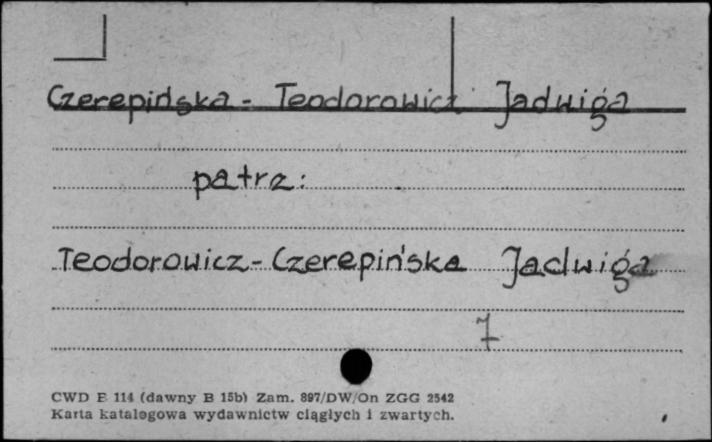 Czerepińska - Teodorowicz Jadwiga
patrz:
Teodorowicz - Czerepińska Jadwiga
7
CWD E 114 (dawny B 15b) Zam. 897/DW/On ZGG 2542
Karta katalogowa wydawnictw ciągłych i zwartych.